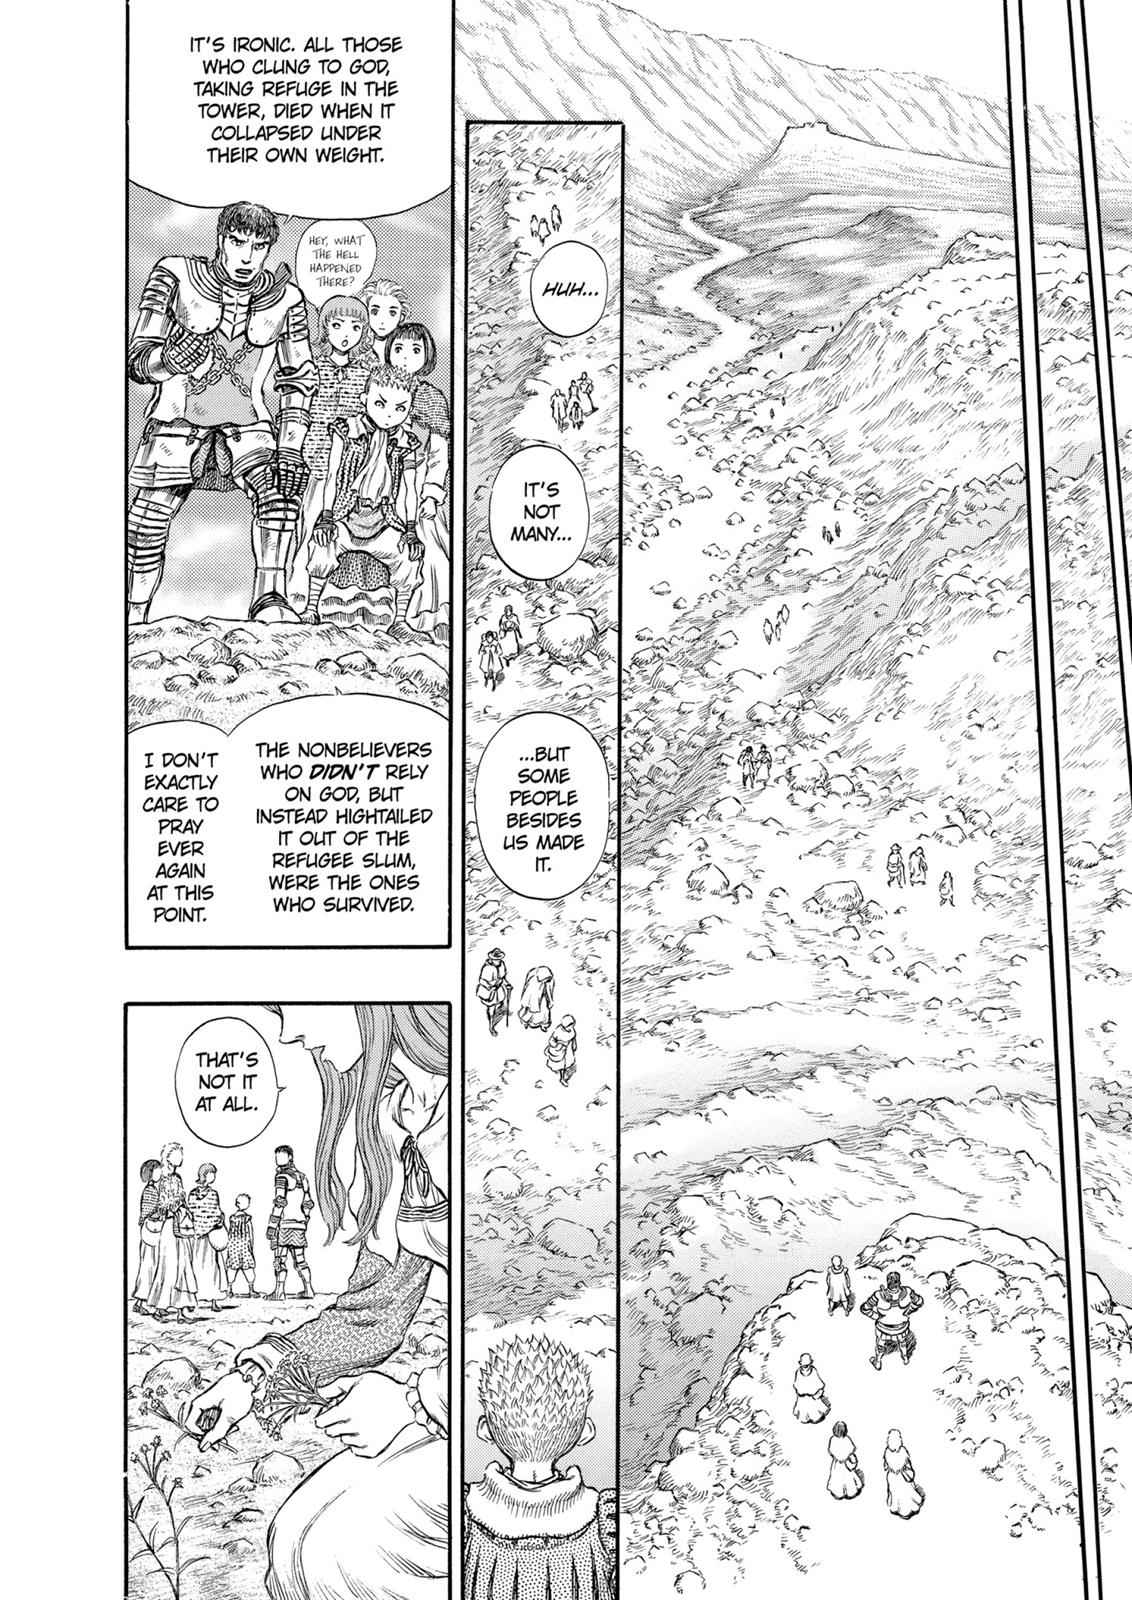 HUH...
IT'S
NOT
MANY...
...BUT
SOME
PEOPLE
BESIDES
US MADE
IT.
IT'S IRONIC. ALL THOSE
WHO CLUNG TO GOD,
TAKING REFUGE IN THE
TOWER, DIED WHEN IT
COLLAPSED UNDER
THEIR OWN WEIGHT.
HEY, WHAT
THE HELL
HAPPENED
THERE?
THE NONBELIEVERS
WHO DIDN'T RELY
ON GOD, BUT
INSTEAD HIGHTAILED
IT OUT OF THE
REFUGEE SLUM,
WERE THE ONES
WHO SURVIVED.
I DON'T
EXACTLY
CARE TO
PRAY
EVER
AGAIN
AT THIS
POINT.
THAT'S
NOT IT
AT ALL.